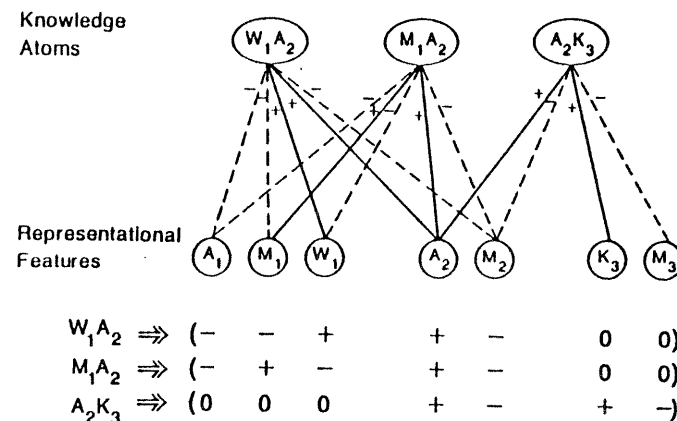 Knowledge
Atoms
W₁A₂ M₁A₂ A₂K₃
− + + − − + − + − + + −
Representational
Features
A₁ M₁ W₁ A₂ M₂ K₃ M₃
W₁A₂ ⇒ (− − + + − 0 0)
M₁A₂ ⇒ (− + − + − 0 0)
A₂K₃ ⇒ (0 0 0 + − + −)